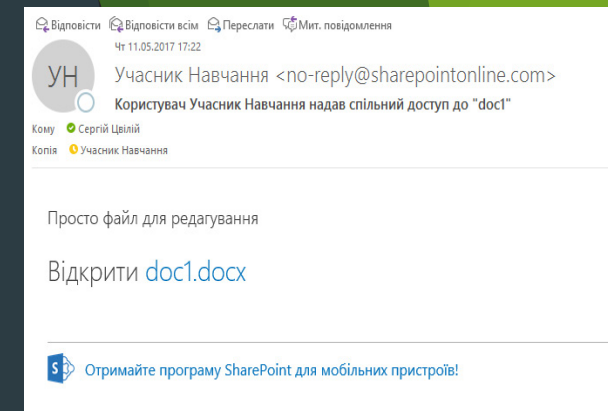 Відповісти Відповісти всім Переслати Мит. повідомлення
Чт 11.05.2017 17:22
УН
Учасник Навчання <no-reply@sharepointonline.com>
Користувач Учасник Навчання надав спільний доступ до "doc1"
Кому Сергій Цвілій
Копія Учасник Навчання
Просто файл для редагування
Відкрити doc1.docx
S
Отримайте програму SharePoint для мобільних пристроїв!